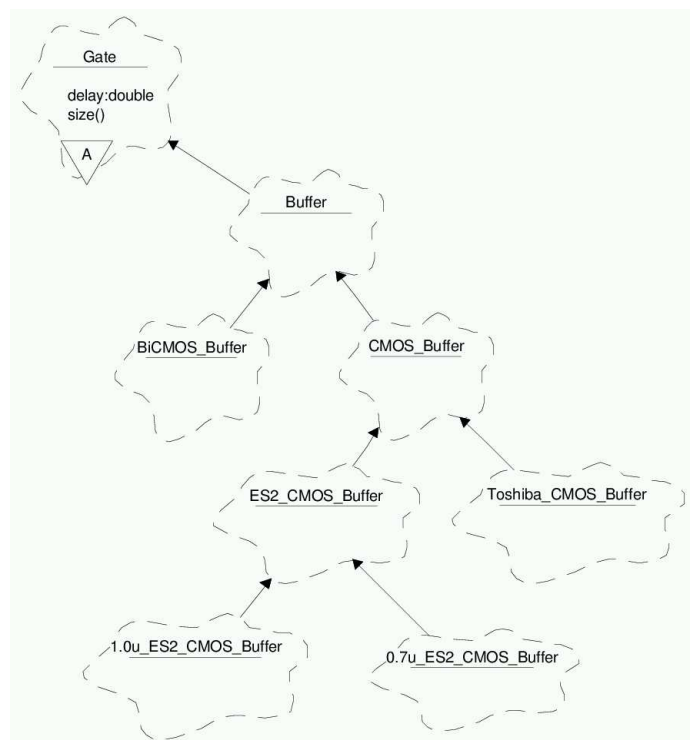 Gate
delay:double
size()
A
Buffer
BiCMOS_Buffer
CMOS_Buffer
ES2_CMOS_Buffer
Toshiba_CMOS_Buffer
1.0u_ES2_CMOS_Buffer
0.7u_ES2_CMOS_Buffer